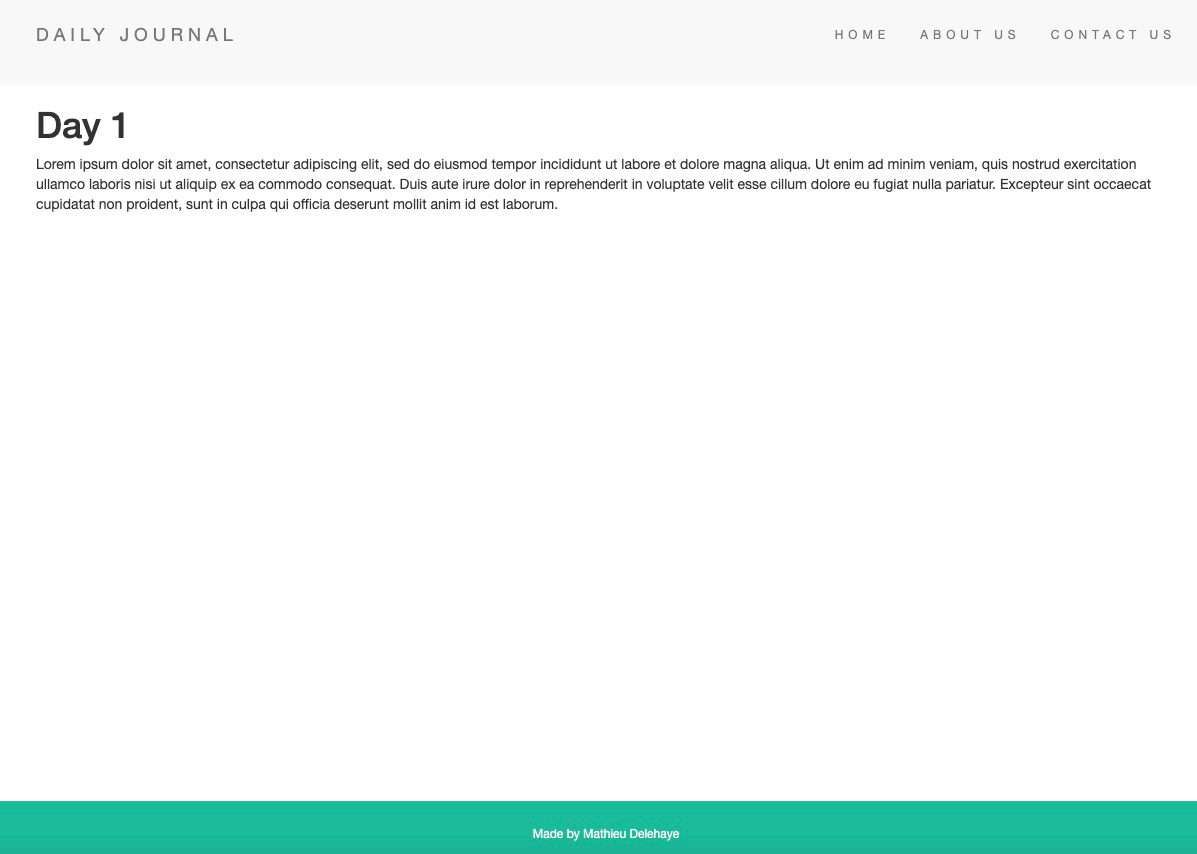 DAILY JOURNAL
HOME ABOUT US CONTACT US
Day 1
Lorem ipsum dolor sit amet, consectetur adipiscing elit, sed do eiusmod tempor incididunt ut labore et dolore magna aliqua. Ut enim ad minim veniam, quis nostrud exercitation
ullamco laboris nisi ut aliquip ex ea commodo consequat. Duis aute irure dolor in reprehenderit in voluptate velit esse cillum dolore eu fugiat nulla pariatur. Excepteur sint occaecat
cupidatat non proident, sunt in culpa qui officia deserunt mollit anim id est laborum.
Made by Mathieu Delehaye